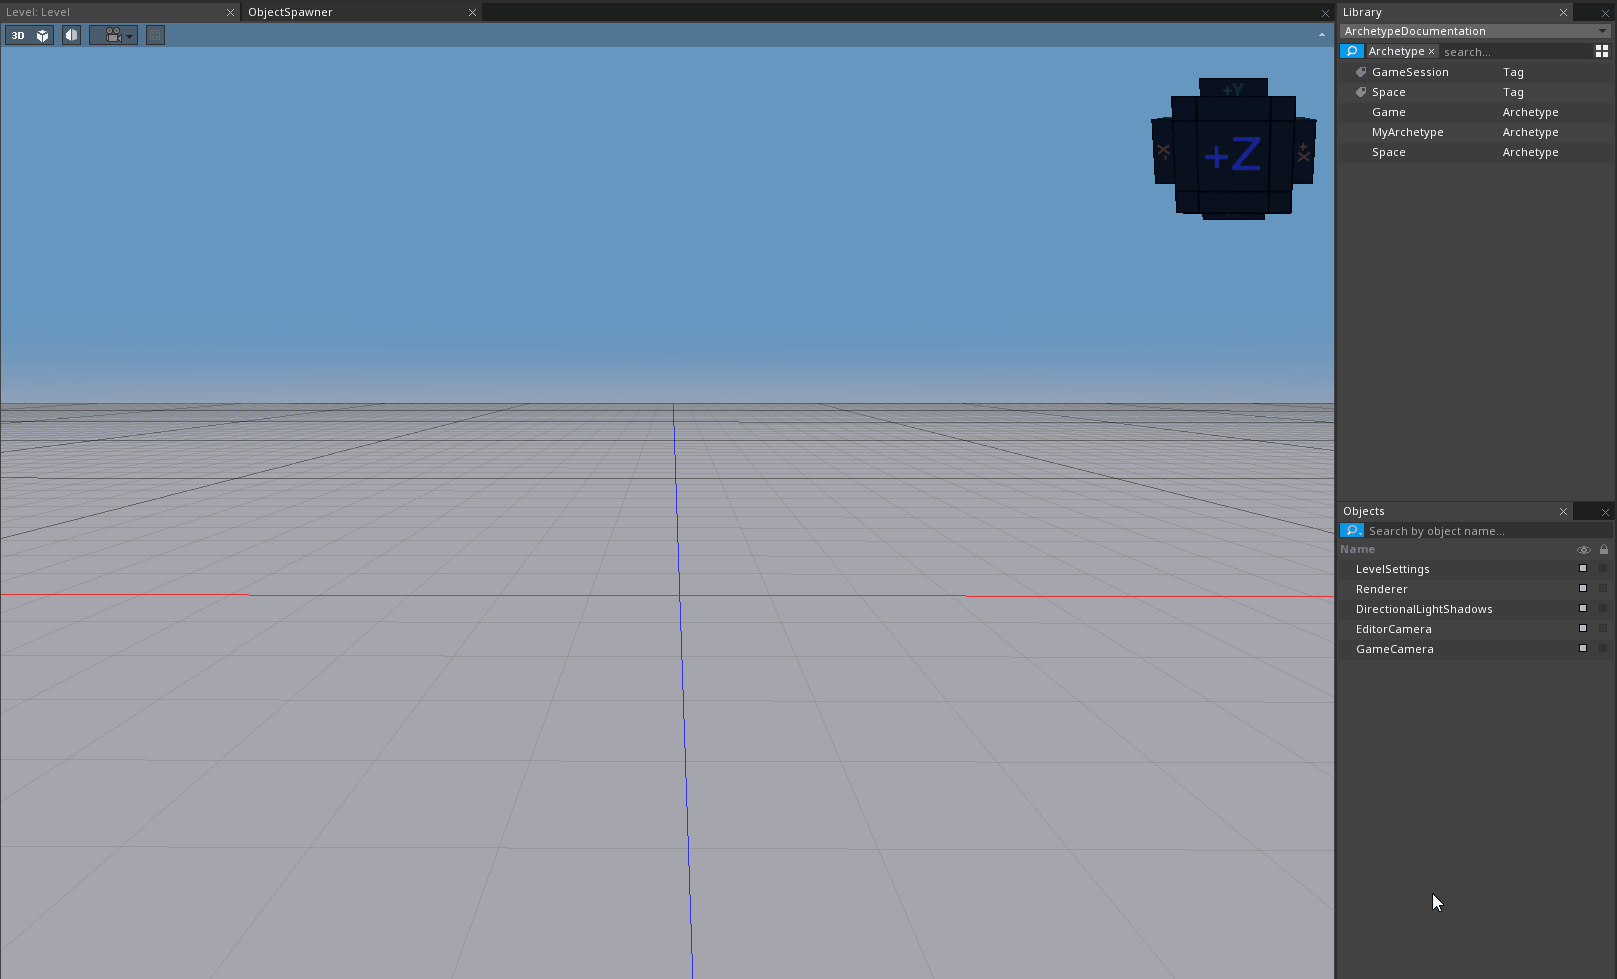 Level: Level
ObjectSpawner
3D
+Y
-X
+Z
+X
Library
ArchetypeDocumentation
Archetype × search...
GameSession Tag
Space Tag
Game Archetype
MyArchetype Archetype
Space Archetype
Objects
Search by object name...
Name
LevelSettings
Renderer
DirectionalLightShadows
EditorCamera
GameCamera